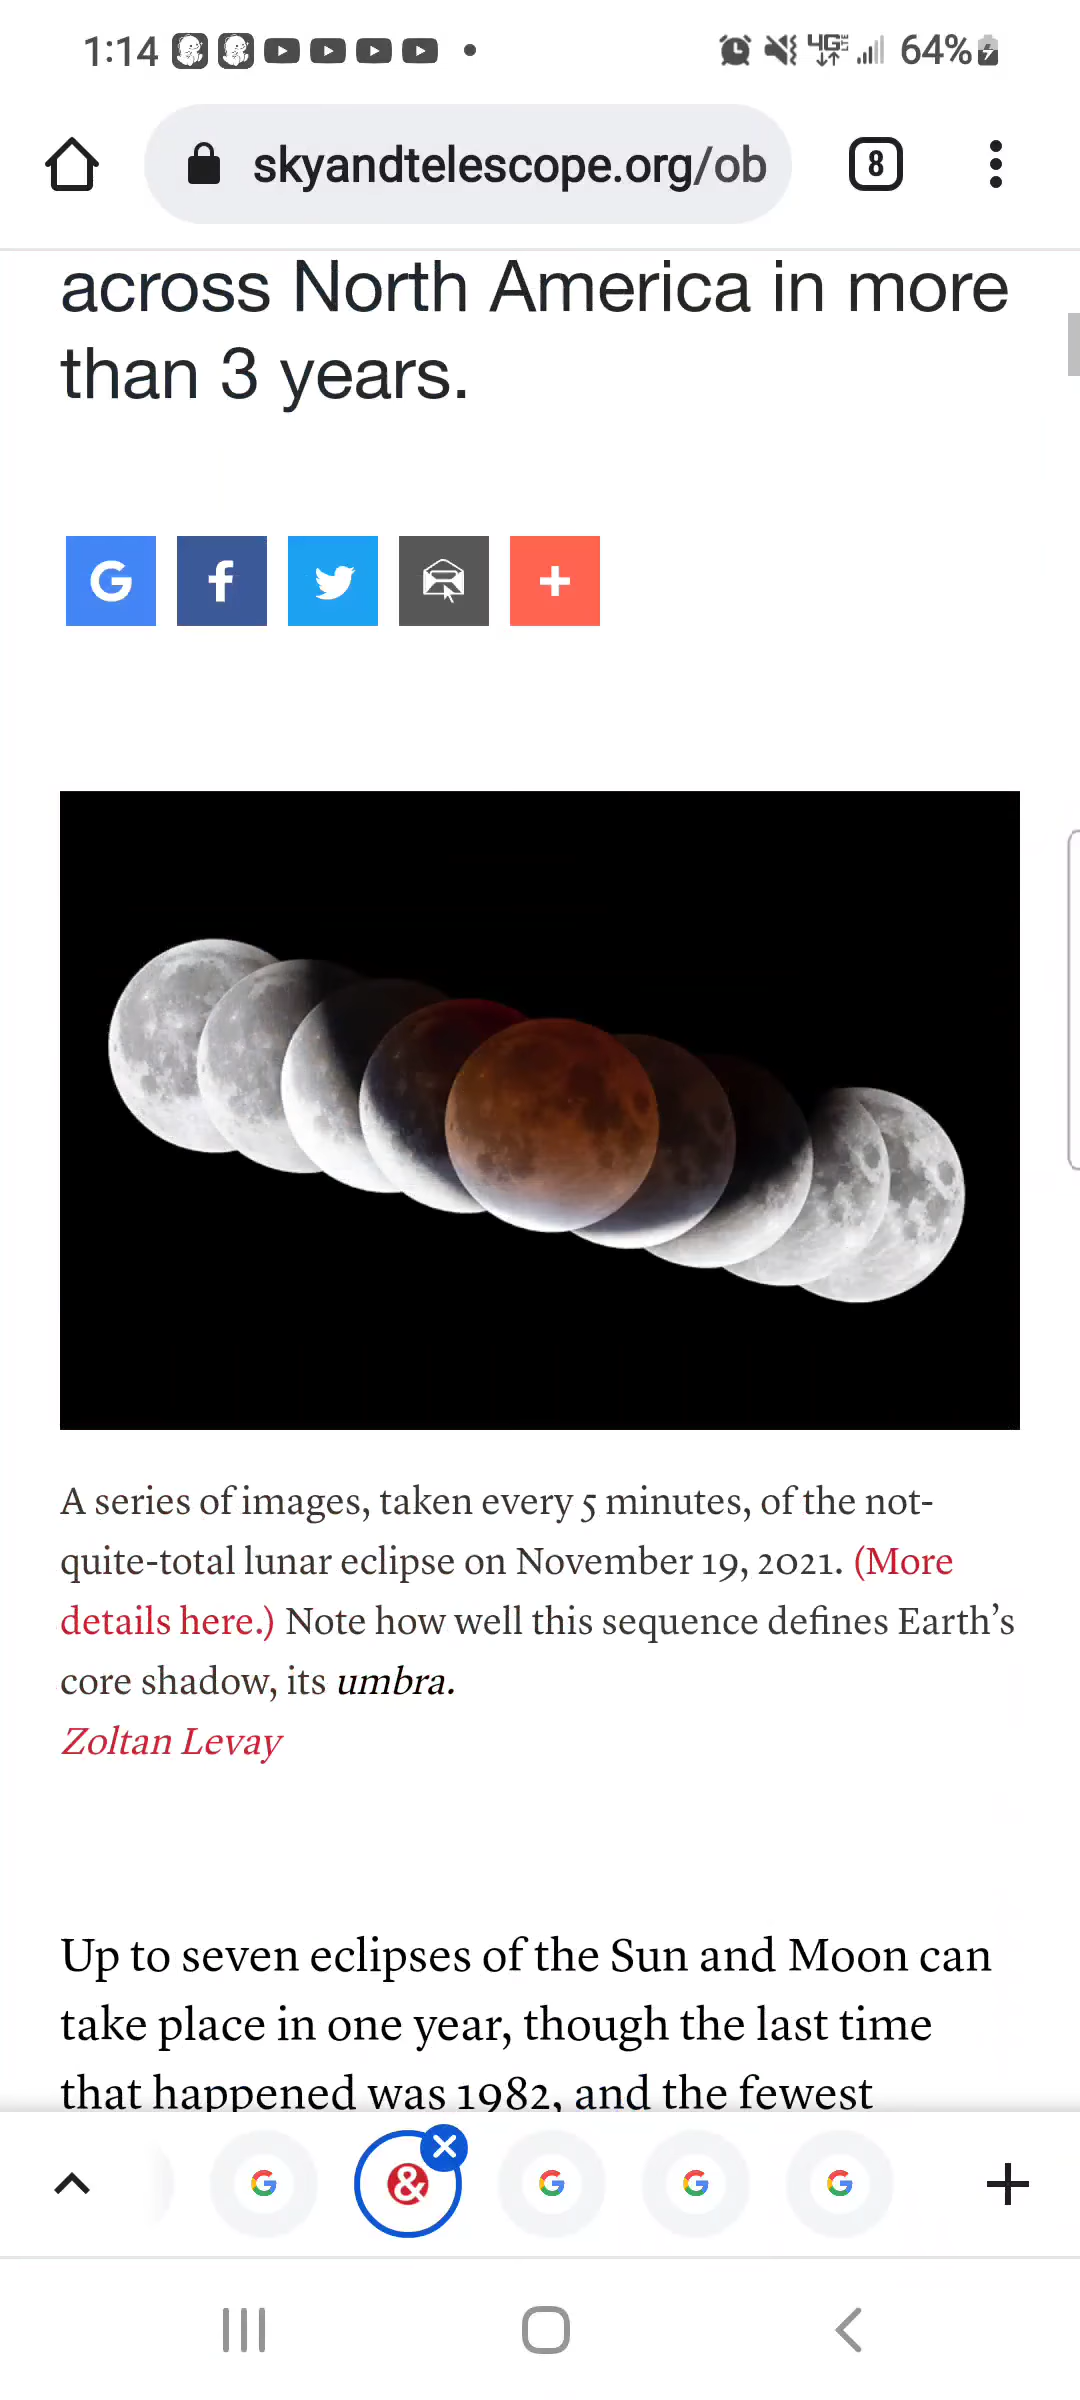 1:14
64%
skyandtelescope.org/ob
8
across North America in more
than 3 years.
A series of images, taken every 5 minutes, of the not-
quite-total lunar eclipse on November 19, 2021. (More
details here.) Note how well this sequence defines Earth’s
core shadow, its umbra.
Zoltan Levay
Up to seven eclipses of the Sun and Moon can
take place in one year, though the last time
that happened was 1982, and the fewest